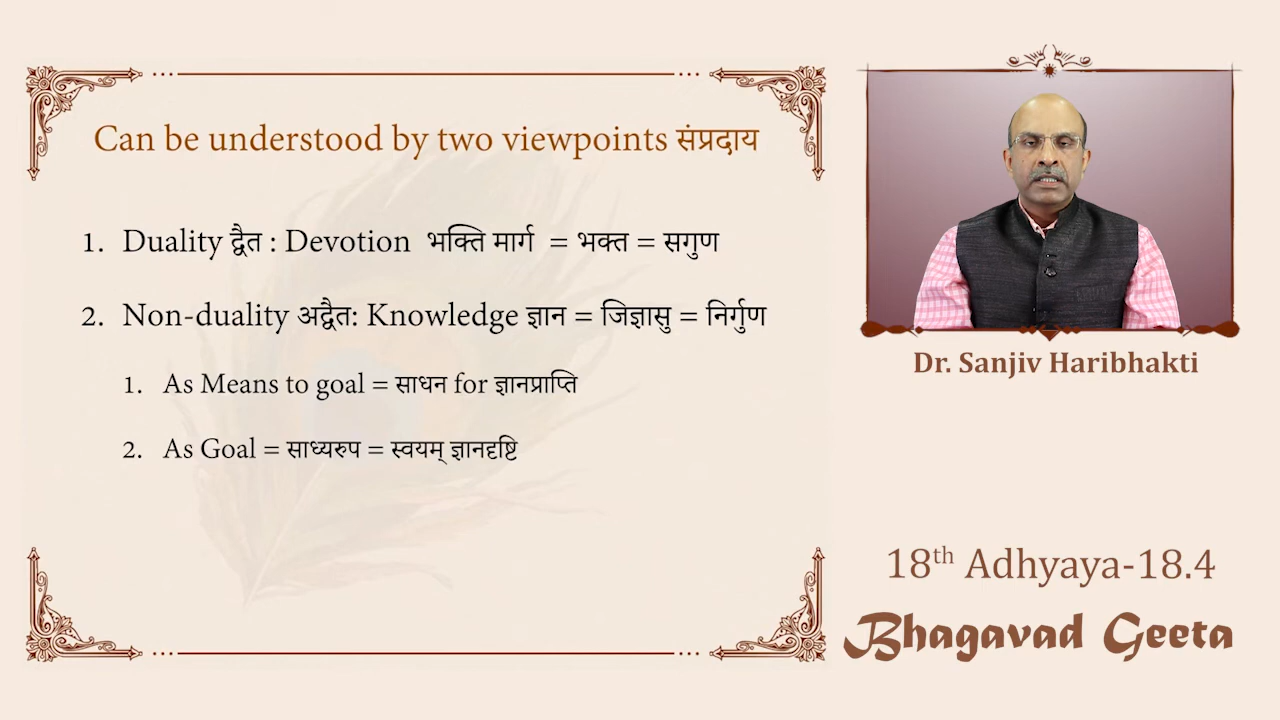 Can be understood by two viewpoints संप्रदाय
1. Duality द्वैत : Devotion भक्ति मार्ग = भक्त = सगुण
2. Non-duality अद्वैत: Knowledge ज्ञान = जिज्ञासु = निर्गुण
1. As Means to goal = साधन for ज्ञानप्राप्ति
2. As Goal = साध्यरुप = स्वयम् ज्ञानदृष्टि
Dr. Sanjiv Haribhakti
18th Adhyaya-18.4
Bhagavad Geeta